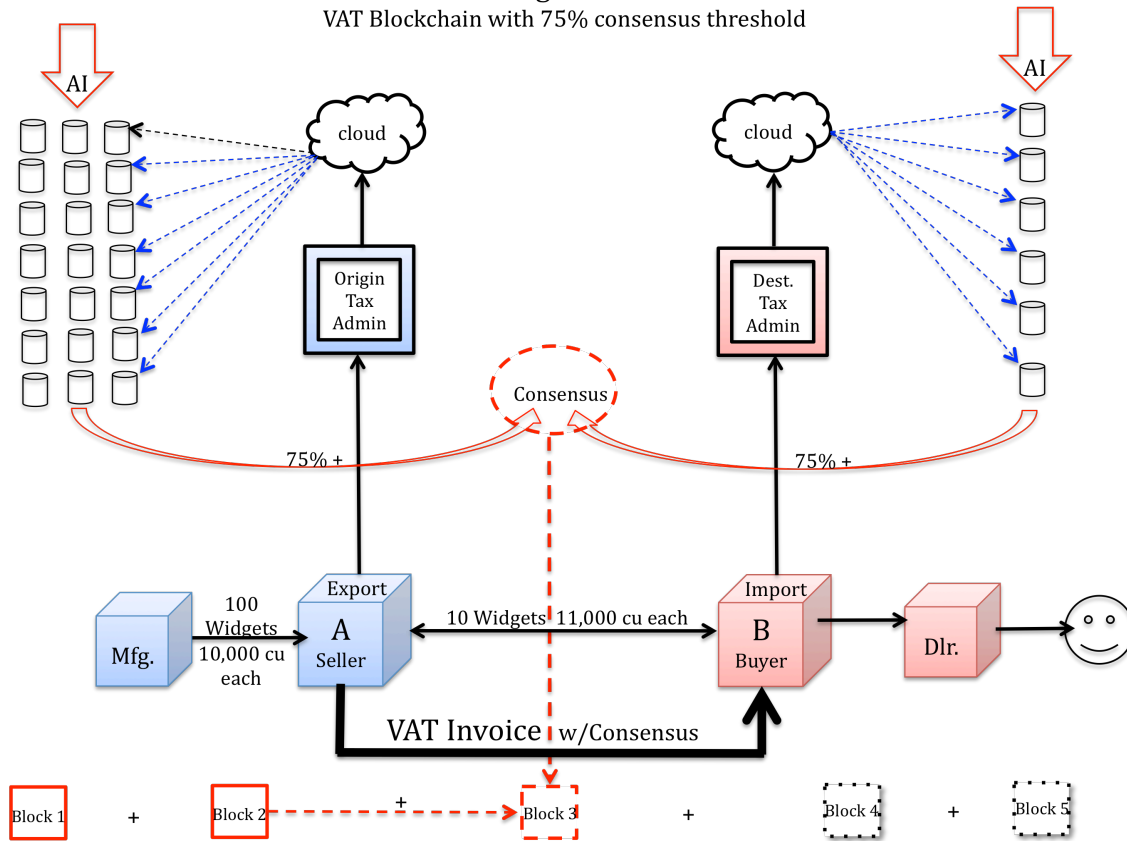 VAT Blockchain with 75% consensus threshold
AI
AI
cloud
cloud
Origin
Tax
Admin
Dest.
Tax
Admin
Consensus
75% +
75% +
Export
Import
100
Widgets
10,000 cu
each
Mfg.
A
Seller
10 Widgets 11,000 cu each
B
Buyer
Dlr.
VAT Invoice w/Consensus
Block 1
+
Block 2
+
Block 3
+
Block 4
+
Block 5